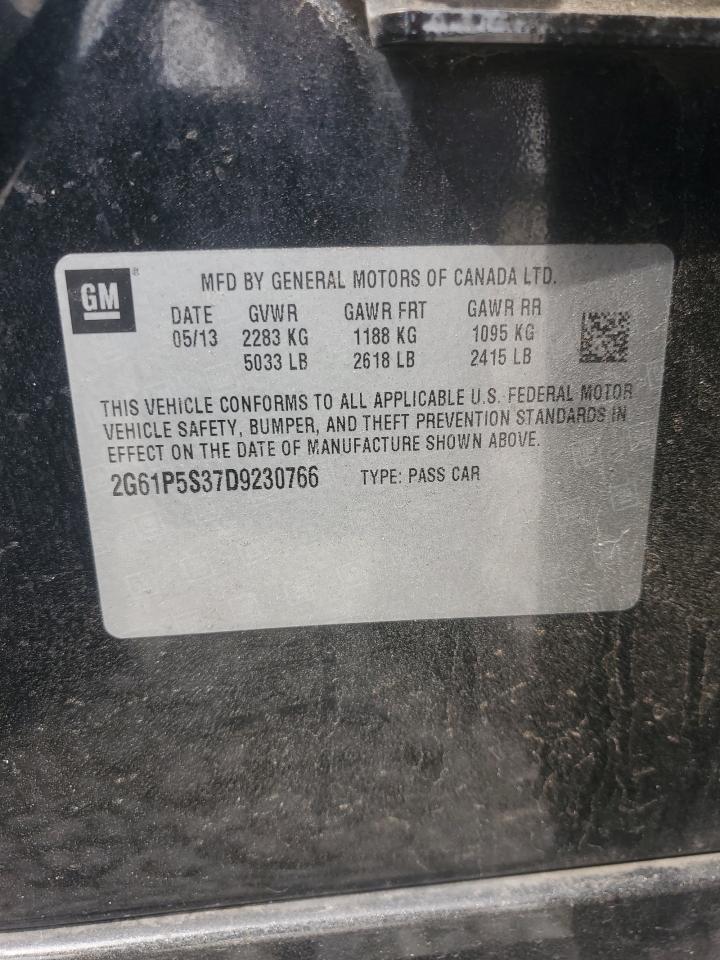 GM ®
MFD BY GENERAL MOTORS OF CANADA LTD.
DATE GVWR GAWR FRT GAWR RR
05/13 2283 KG 1188 KG 1095 KG
5033 LB 2618 LB 2415 LB
THIS VEHICLE CONFORMS TO ALL APPLICABLE U.S. FEDERAL MOTOR
VEHICLE SAFETY, BUMPER, AND THEFT PREVENTION STANDARDS IN
EFFECT ON THE DATE OF MANUFACTURE SHOWN ABOVE.
2G61P5S37D9230766 TYPE: PASS CAR